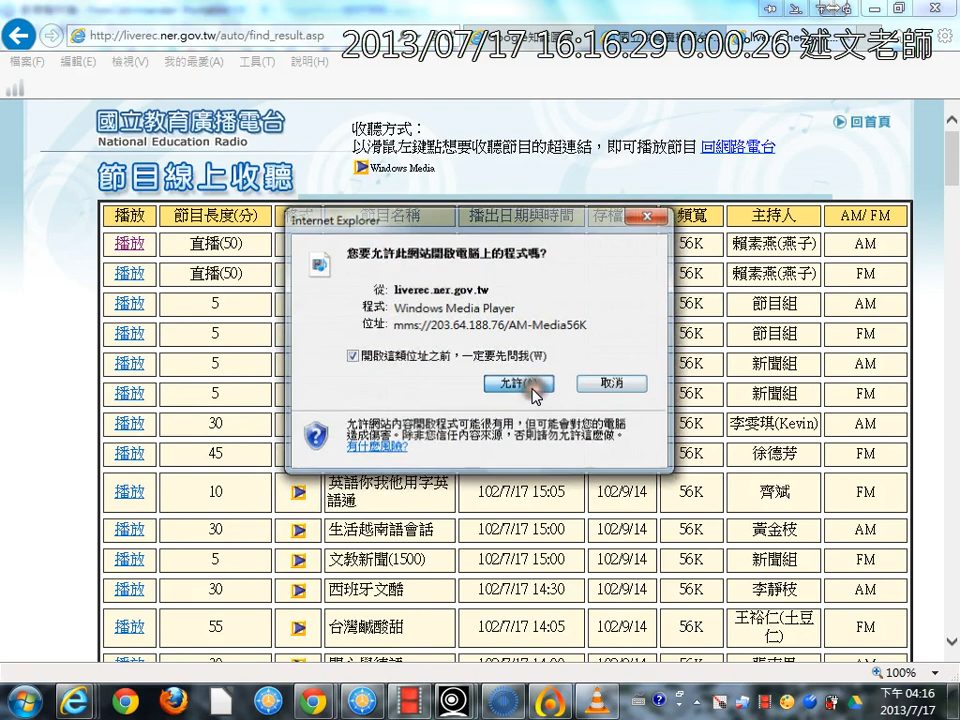 http://liverec.ner.gov.tw/auto/find_result.asp
2013/07/17 16.16:29 0:00:26 述文老師
檔案(F) 編輯(E) 檢視(V) 我的最愛(A) 工具(T) 說明(H)
國立教育廣播電台
National Education Radio
節目線上收聽
收聽方式：
以滑鼠左鍵點想要收聽節目的超連結，即可播放節目 回網路電台
Windows Media
回首頁
播放 節目長度(分) 節目名稱 播出日期與時間 存檔 頻寬 主持人 AM/ FM
播放 直播(50) 56K 賴素燕(燕子) AM
播放 直播(50) 56K 賴素燕(燕子) FM
播放 5 56K 節目組 AM
播放 5 56K 節目組 FM
播放 5 56K 新聞組 AM
播放 5 56K 新聞組 FM
播放 30 56K 李雯琪(Kevin) AM
播放 45 56K 徐德芳 FM
播放 10 英語你我他用字英語通 102/7/17 15:05 102/9/14 56K 齊斌 FM
播放 30 生活越南語會話 102/7/17 15:00 102/9/14 56K 黃金枝 AM
播放 5 文教新聞(1500) 102/7/17 15:00 102/9/14 56K 新聞組 FM
播放 30 西班牙文酷 102/7/17 14:30 102/9/14 56K 李靜枝 AM
播放 55 台灣鹹酸甜 102/7/17 14:05 102/9/14 56K 王裕仁(土豆仁) FM
Internet Explorer
您要允許此網站開啟電腦上的程式嗎?
從: liverec.ner.gov.tw
程式: Windows Media Player
位址: mms://203.64.188.76/AM-Media56K
開啟這類位址之前，一定要先問我(W)
允許 取消
允許網站內容開啟程式可能很有用，但可能會對您的電腦
造成傷害。除非您信任內容來源，否則請勿允許這麼做。
有什麼風險?
100%
下午 04:16
2013/7/17